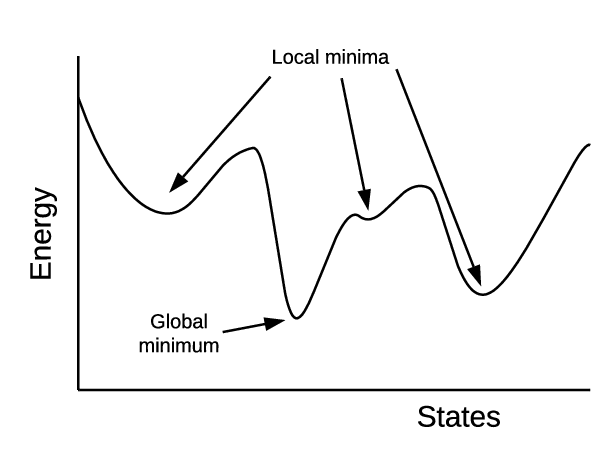 Local minima
Energy
Global
minimum
States